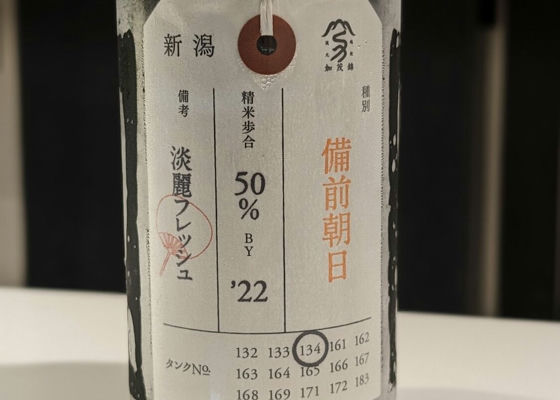 新潟
加茂錦
種別
備前朝日
精米歩合
50
%
BY
'22
備考
淡麗フレッシュ
タンクNo.
132 133 134 161 162
163 164 165 166 167
168 169 171 172 183